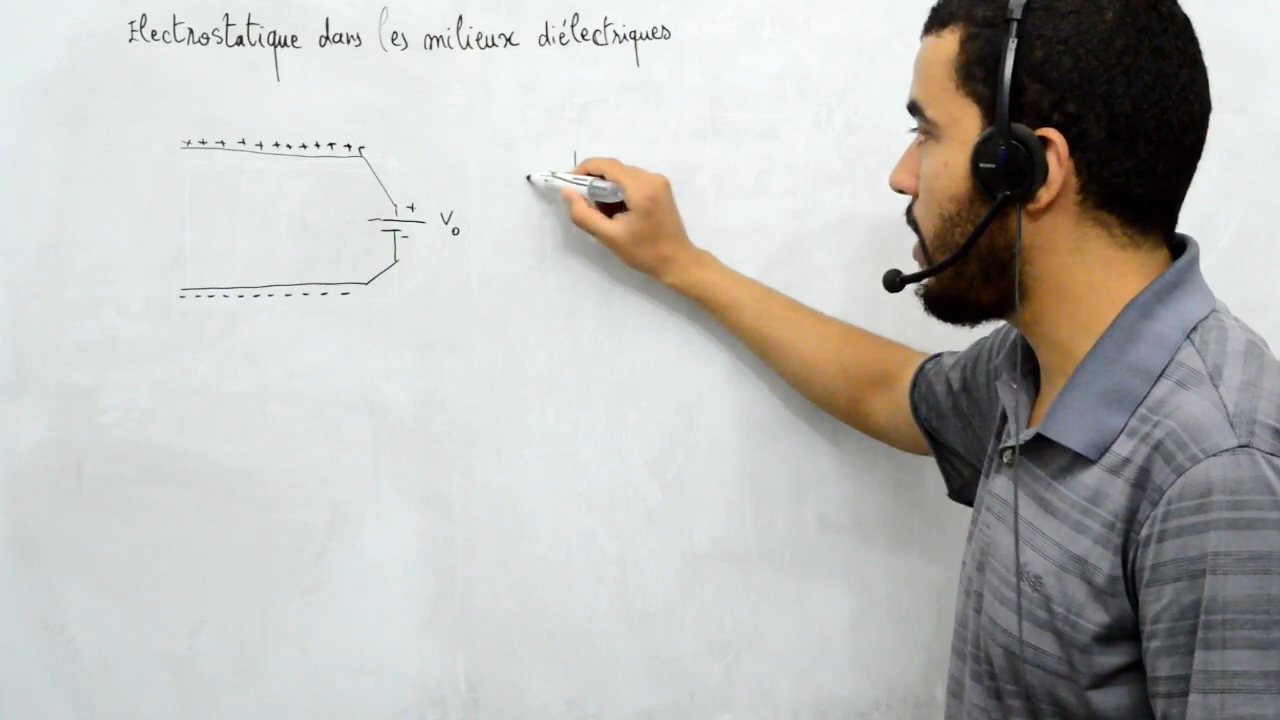 Electrostatique dans les milieux diélectriques
+ + + + + + + + + + +
+
V₀
-
- - - - - - - - - - - -